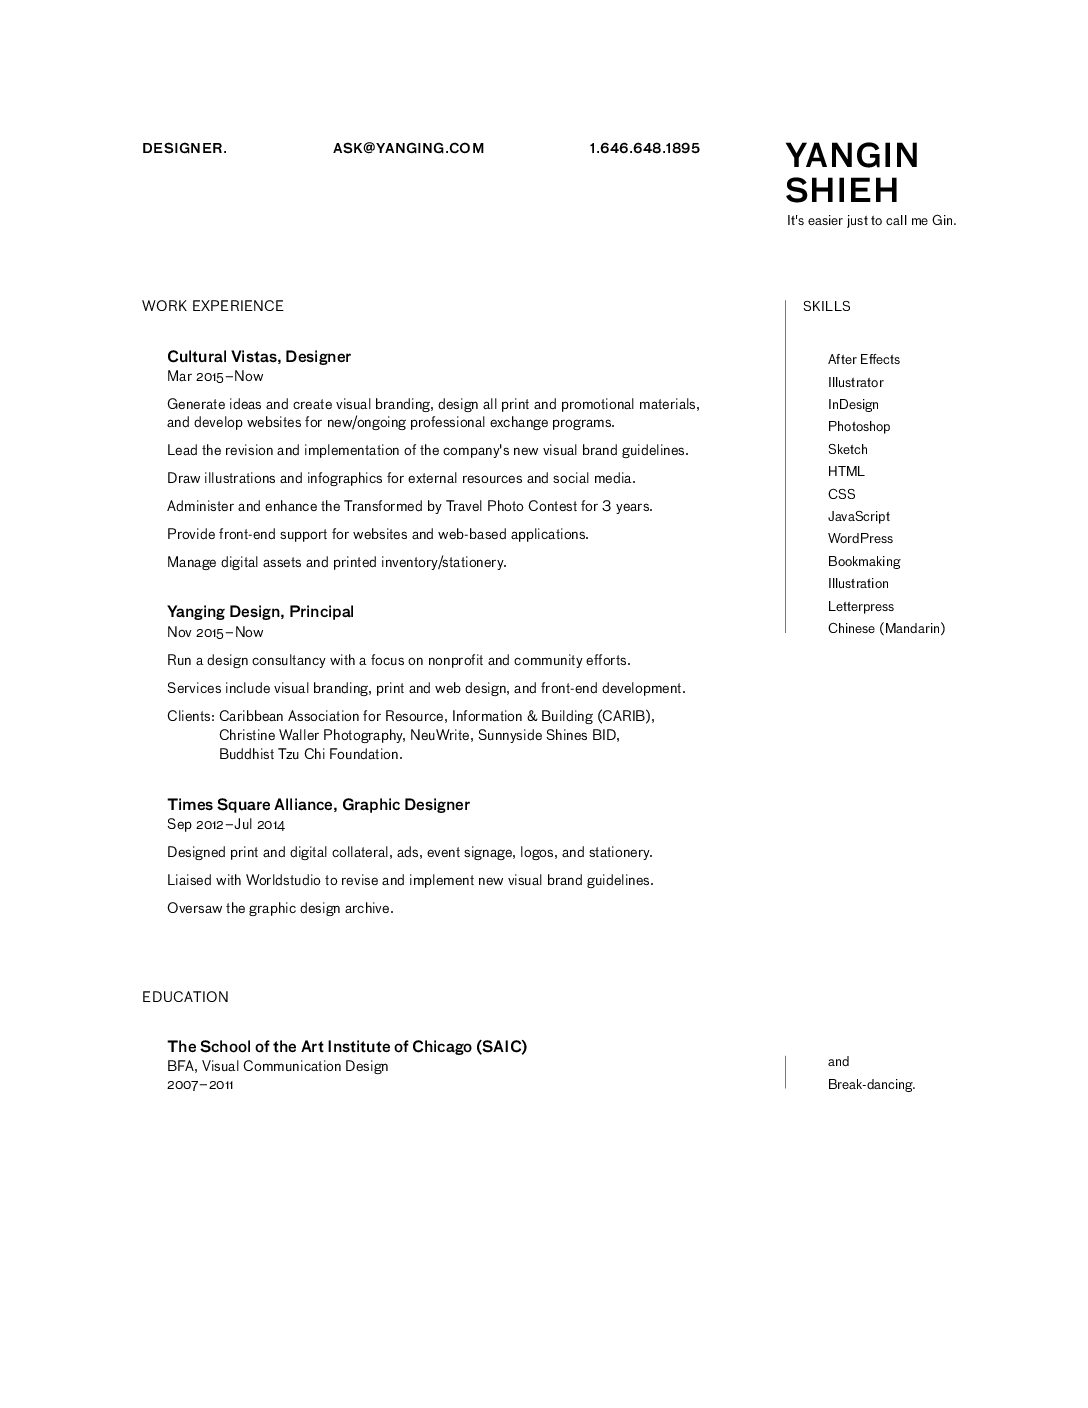 DESIGNER.
ASK@YANGING.COM
1.646.648.1895
YANGIN
SHIEH
It's easier just to call me Gin.
WORK EXPERIENCE
Cultural Vistas, Designer
Mar 2015–Now
Generate ideas and create visual branding, design all print and promotional materials,
and develop websites for new/ongoing professional exchange programs.
Lead the revision and implementation of the company's new visual brand guidelines.
Draw illustrations and infographics for external resources and social media.
Administer and enhance the Transformed by Travel Photo Contest for 3 years.
Provide front-end support for websites and web-based applications.
Manage digital assets and printed inventory/stationery.
Yanging Design, Principal
Nov 2015–Now
Run a design consultancy with a focus on nonprofit and community efforts.
Services include visual branding, print and web design, and front-end development.
Clients: Caribbean Association for Resource, Information & Building (CARIB),
Christine Waller Photography, NeuWrite, Sunnyside Shines BID,
Buddhist Tzu Chi Foundation.
Times Square Alliance, Graphic Designer
Sep 2012–Jul 2014
Designed print and digital collateral, ads, event signage, logos, and stationery.
Liaised with Worldstudio to revise and implement new visual brand guidelines.
Oversaw the graphic design archive.
EDUCATION
The School of the Art Institute of Chicago (SAIC)
BFA, Visual Communication Design
2007–2011
SKILLS
After Effects
Illustrator
InDesign
Photoshop
Sketch
HTML
CSS
JavaScript
WordPress
Bookmaking
Illustration
Letterpress
Chinese (Mandarin)
and
Break-dancing.